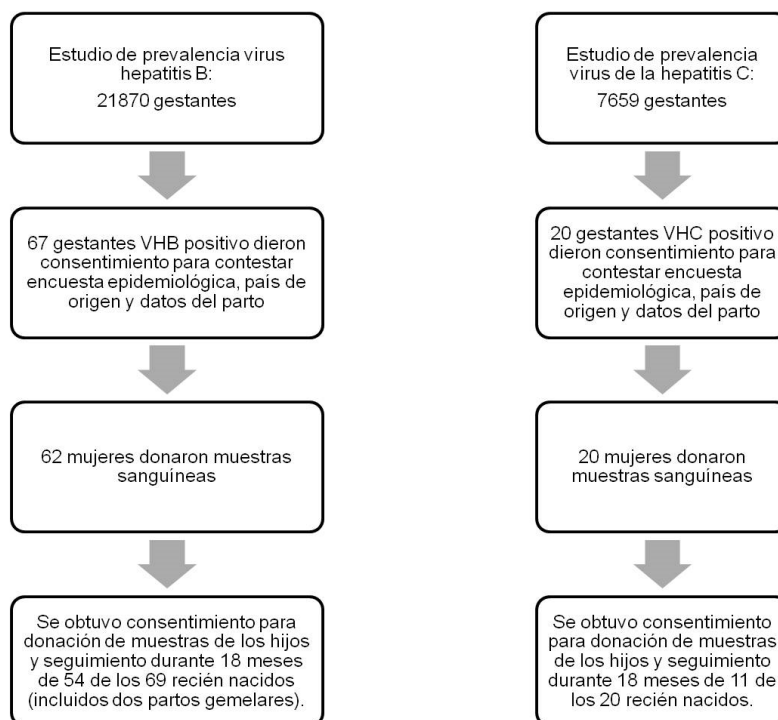 Estudio de prevalencia virus
hepatitis B:
21870 gestantes
67 gestantes VHB positivo dieron
consentimiento para contestar
encuesta epidemiológica, país de
origen y datos del parto
62 mujeres donaron muestras
sanguíneas
Se obtuvo consentimiento para
donación de muestras de los hijos
y seguimiento durante 18 meses
de 54 de los 69 recién nacidos
(incluidos dos partos gemelares).
Estudio de prevalencia
virus de la hepatitis C:
7659 gestantes
20 gestantes VHC positivo
dieron consentimiento para
contestar encuesta
epidemiológica, país de
origen y datos del parto
20 mujeres donaron
muestras sanguíneas
Se obtuvo consentimiento
para donación de muestras
de los hijos y seguimiento
durante 18 meses de 11 de
los 20 recién nacidos.